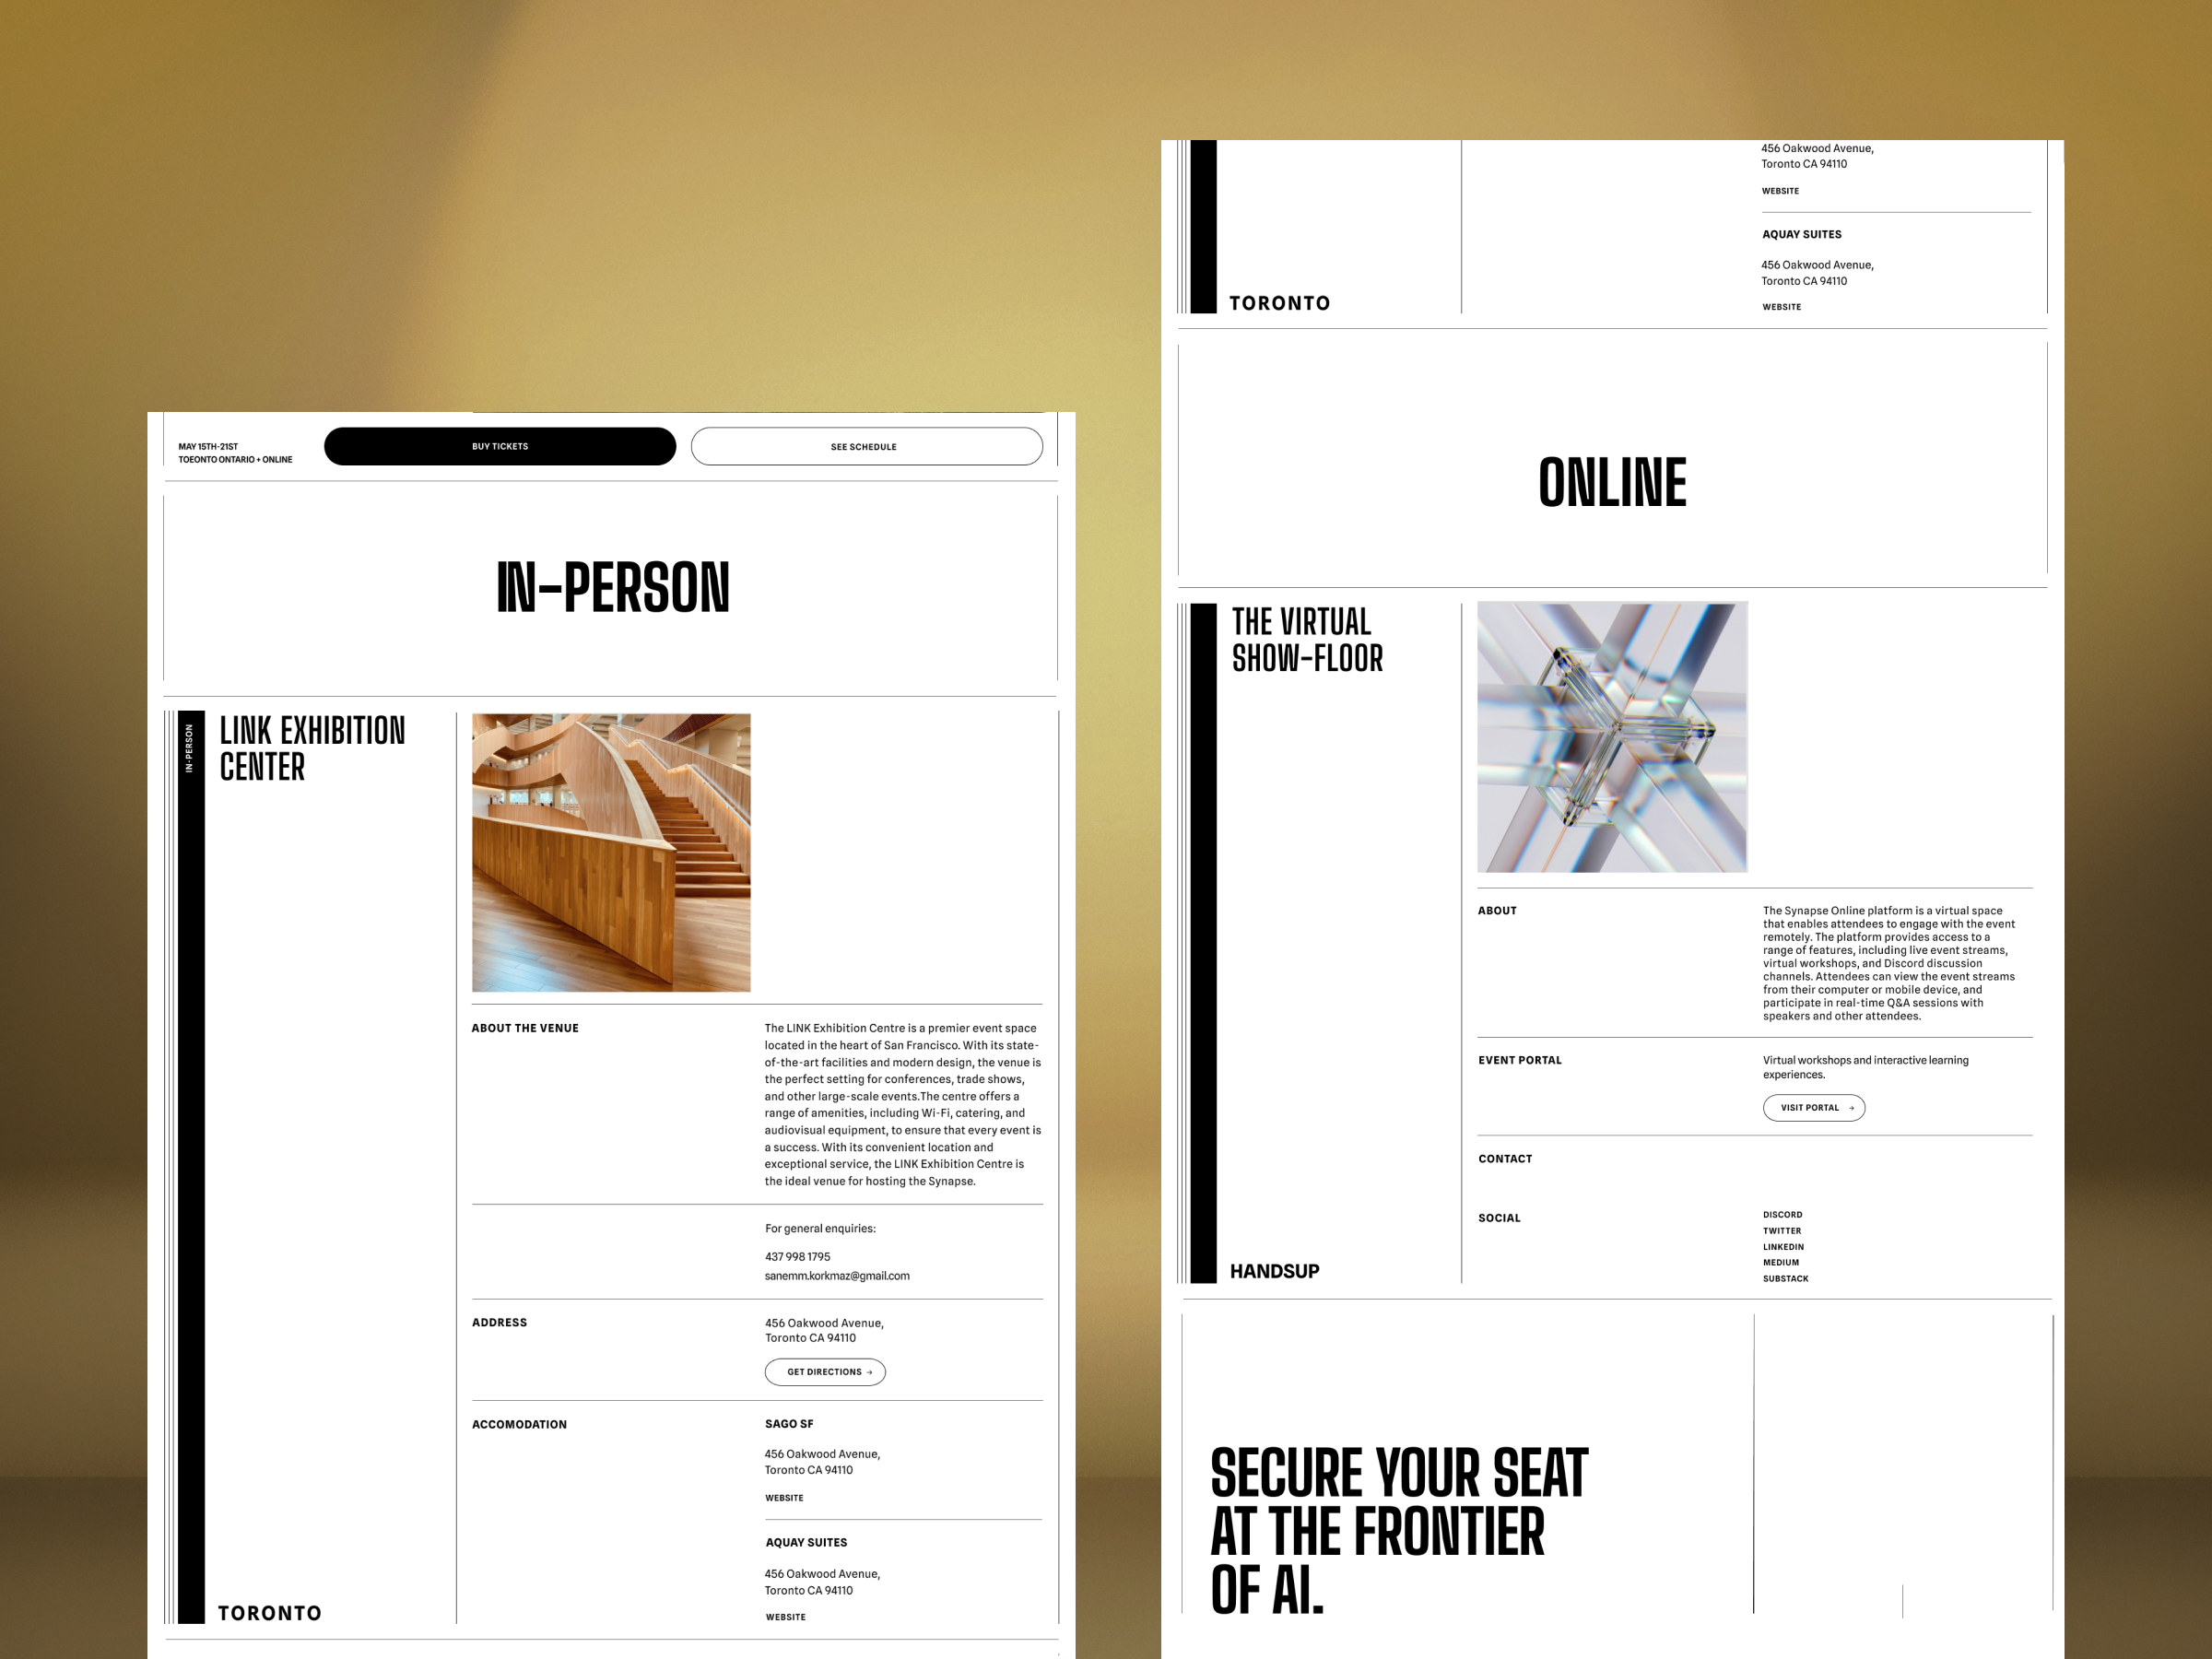 MAY 15TH-21ST
TOEONTO ONTARIO + ONLINE
BUY TICKETS
SEE SCHEDULE
IN-PERSON
IN-PERSON
LINK EXHIBITION
CENTER
ABOUT THE VENUE
The LINK Exhibition Centre is a premier event space
located in the heart of San Francisco. With its state-
of-the-art facilities and modern design, the venue is
the perfect setting for conferences, trade shows,
and other large-scale events.The centre offers a
range of amenities, including Wi-Fi, catering, and
audiovisual equipment, to ensure that every event is
a success. With its convenient location and
exceptional service, the LINK Exhibition Centre is
the ideal venue for hosting the Synapse.
For general enquiries:
437 998 1795
sanemm.korkmaz@gmail.com
ADDRESS
456 Oakwood Avenue,
Toronto CA 94110
GET DIRECTIONS →
ACCOMODATION
SAGO SF
456 Oakwood Avenue,
Toronto CA 94110
WEBSITE
AQUAY SUITES
456 Oakwood Avenue,
Toronto CA 94110
WEBSITE
TORONTO
456 Oakwood Avenue,
Toronto CA 94110
WEBSITE
AQUAY SUITES
456 Oakwood Avenue,
Toronto CA 94110
WEBSITE
TORONTO
ONLINE
THE VIRTUAL
SHOW-FLOOR
ABOUT
The Synapse Online platform is a virtual space
that enables attendees to engage with the event
remotely. The platform provides access to a
range of features, including live event streams,
virtual workshops, and Discord discussion
channels. Attendees can view the event streams
from their computer or mobile device, and
participate in real-time Q&A sessions with
speakers and other attendees.
EVENT PORTAL
Virtual workshops and interactive learning
experiences.
VISIT PORTAL →
CONTACT
SOCIAL
DISCORD
TWITTER
LINKEDIN
MEDIUM
SUBSTACK
HANDSUP
SECURE YOUR SEAT
AT THE FRONTIER
OF AI.